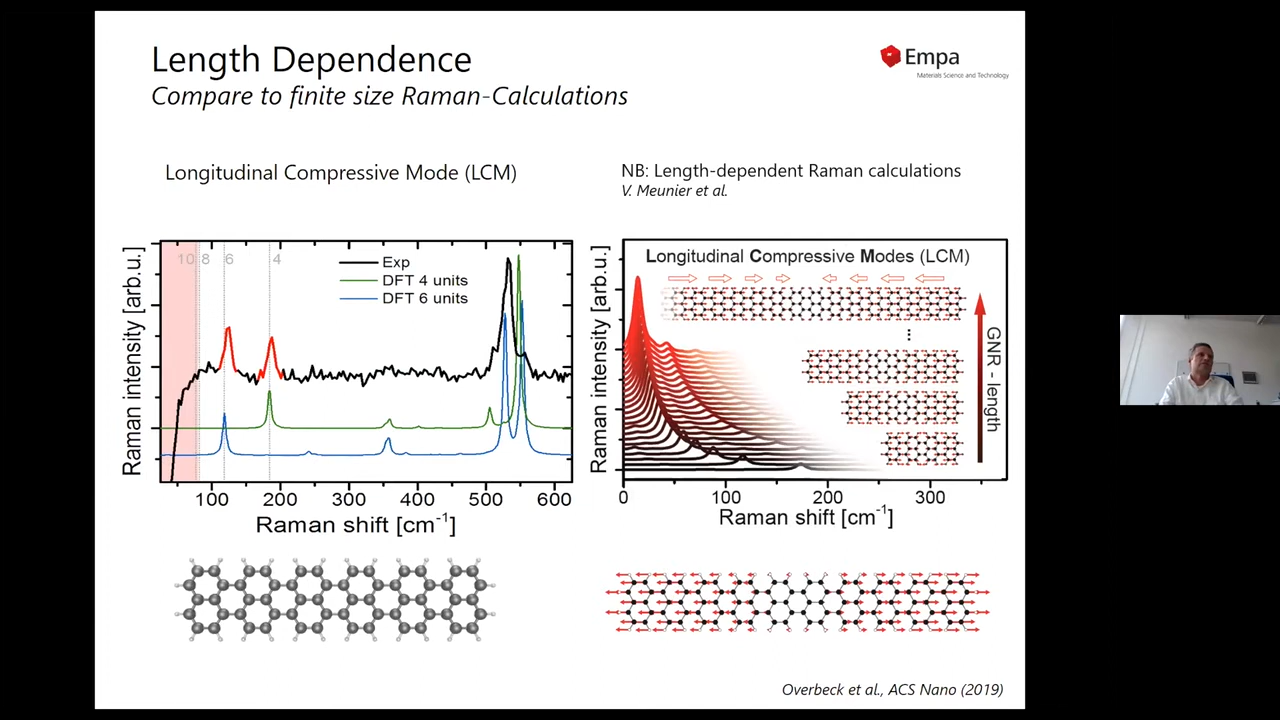 Length Dependence
Compare to finite size Raman-Calculations
Empa
Materials Science and Technology
Longitudinal Compressive Mode (LCM)
NB: Length-dependent Raman calculations
V. Meunier et al.
Raman intensity [arb.u.]
10 8 6 4
Exp
DFT 4 units
DFT 6 units
100 200 300 400 500 600
Raman shift [cm-1]
Raman intensity [arb.u.]
Longitudinal Compressive Modes (LCM)
GNR - length
0 100 200 300
Raman shift [cm-1]
Overbeck et al., ACS Nano (2019)